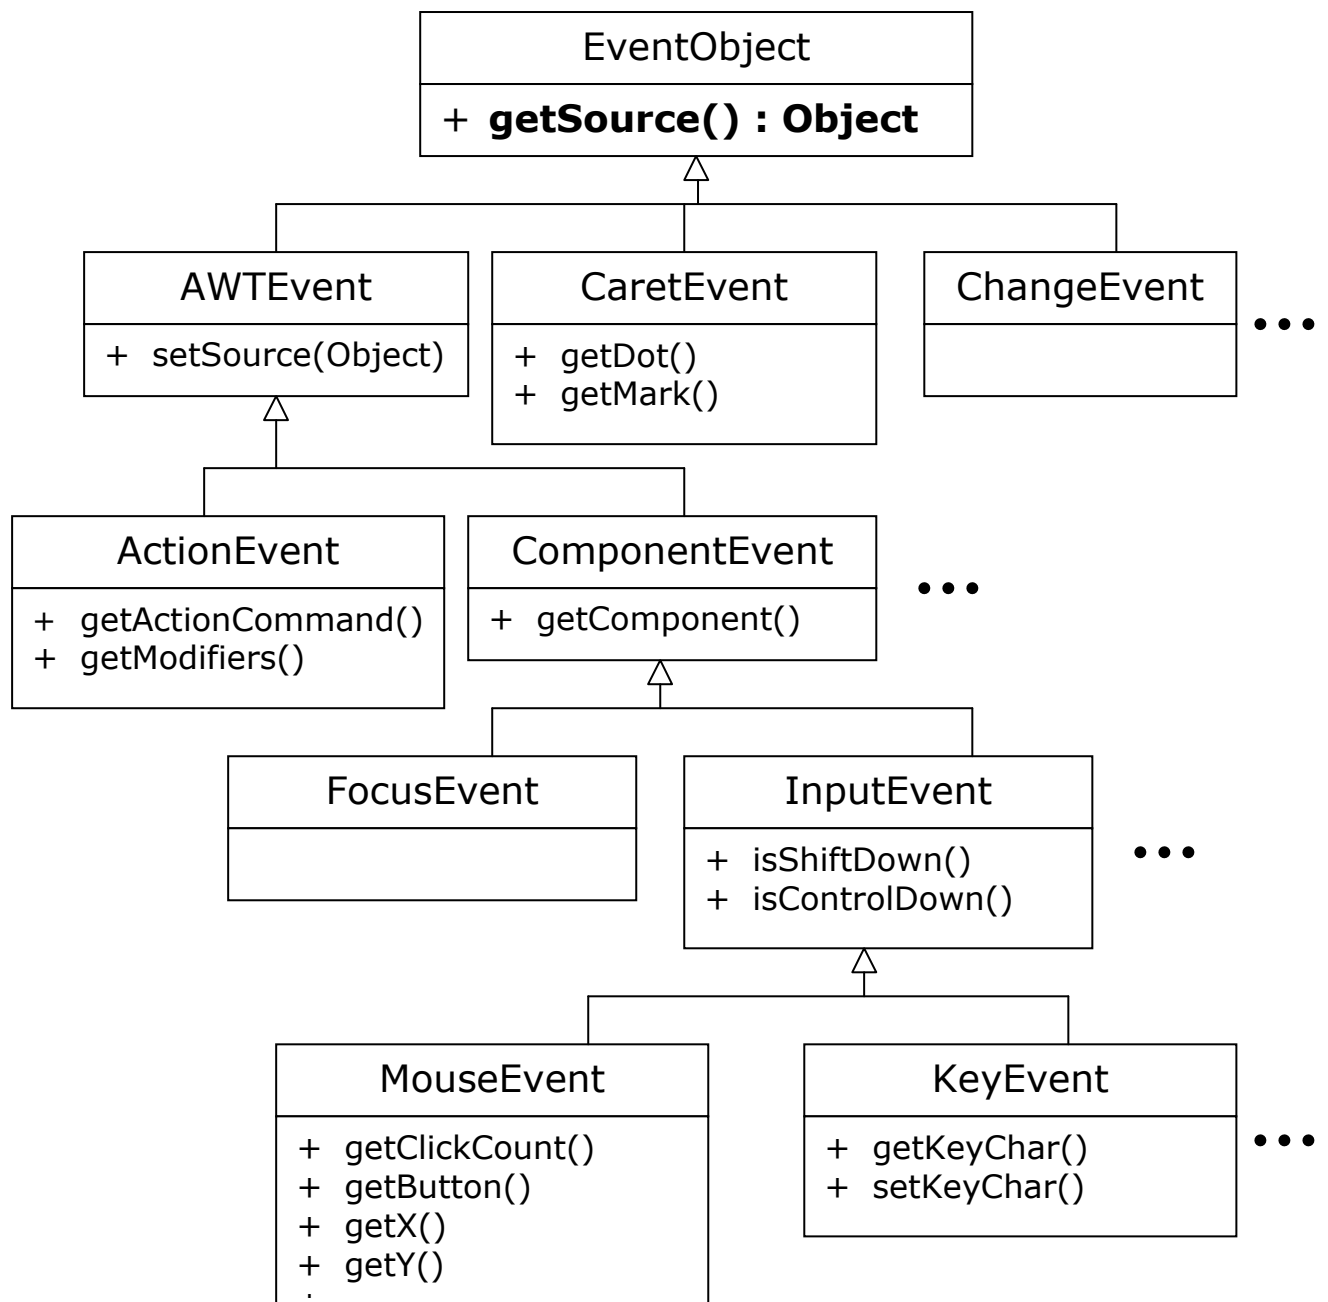 EventObject
+ getSource() : Object
AWTEvent
+ setSource(Object)
CaretEvent
+ getDot()
+ getMark()
ChangeEvent
...
ActionEvent
+ getActionCommand()
+ getModifiers()
ComponentEvent
+ getComponent()
...
FocusEvent
InputEvent
+ isShiftDown()
+ isControlDown()
...
MouseEvent
+ getClickCount()
+ getButton()
+ getX()
+ getY()
KeyEvent
+ getKeyChar()
+ setKeyChar()
...